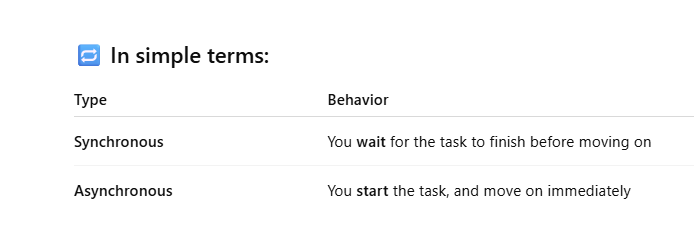 🔁 In simple terms:
Type Behavior
Synchronous You wait for the task to finish before moving on
Asynchronous You start the task, and move on immediately